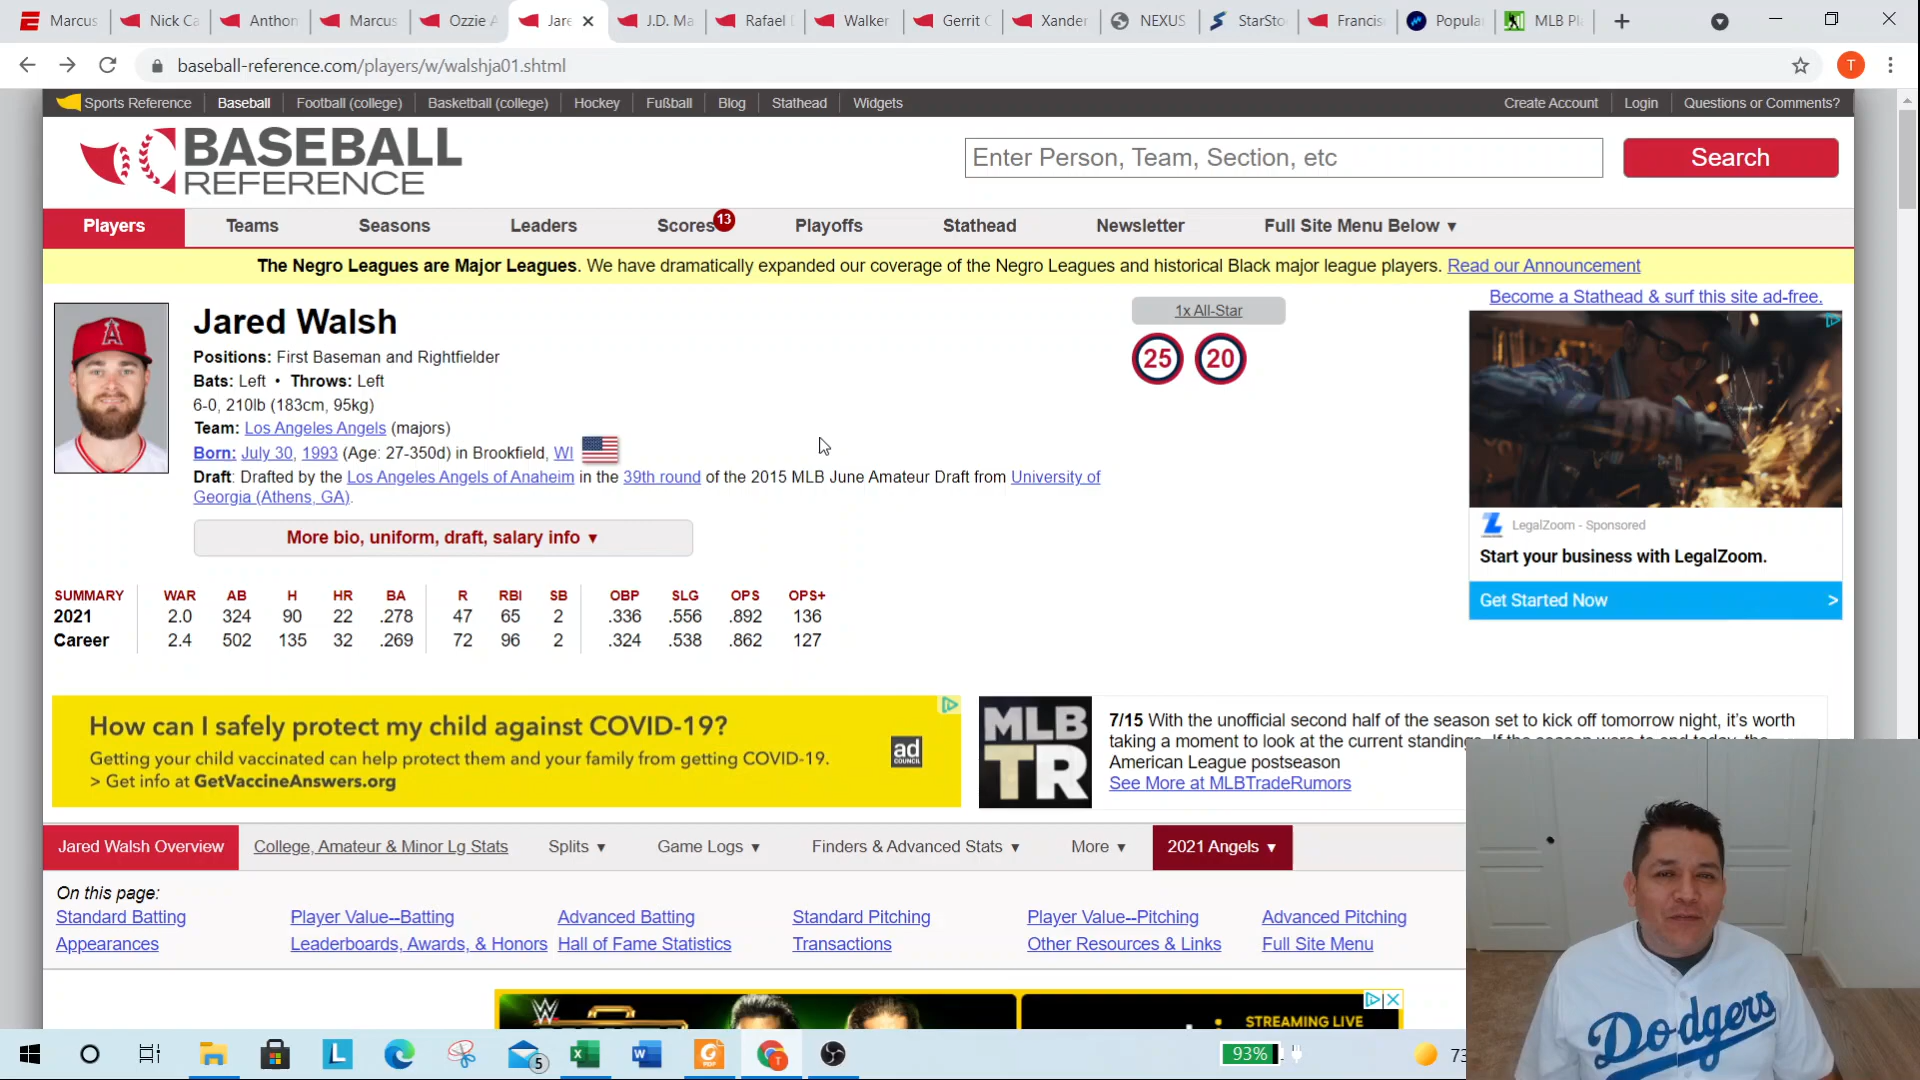 Marcus Nick Ca Anthon Marcus Ozzie A Jare J.D. Ma Rafael Walker Gerrit C Xander NEXUS StarSto Francis Popula MLB Pl
baseball-reference.com/players/w/walshja01.shtml T
Sports Reference Baseball Football (college) Basketball (college) Hockey Fußball Blog Stathead Widgets Create Account Login Questions or Comments?
BASEBALL
REFERENCE
Enter Person, Team, Section, etc Search
Players Teams Seasons Leaders Scores 13 Playoffs Stathead Newsletter Full Site Menu Below ▼
The Negro Leagues are Major Leagues. We have dramatically expanded our coverage of the Negro Leagues and historical Black major league players. Read our Announcement
Become a Stathead & surf this site ad-free.
1x All-Star
25 20
Jared Walsh
Positions: First Baseman and Rightfielder
Bats: Left • Throws: Left
6-0, 210lb (183cm, 95kg)
Team: Los Angeles Angels (majors)
Born: July 30, 1993 (Age: 27-350d) in Brookfield, WI
Draft: Drafted by the Los Angeles Angels of Anaheim in the 39th round of the 2015 MLB June Amateur Draft from University of
Georgia (Athens, GA).
More bio, uniform, draft, salary info ▼
LegalZoom - Sponsored
Start your business with LegalZoom.
Get Started Now >
SUMMARY WAR AB H HR BA R RBI SB OBP SLG OPS OPS+
2021 2.0 324 90 22 .278 47 65 2 .336 .556 .892 136
Career 2.4 502 135 32 .269 72 96 2 .324 .538 .862 127
How can I safely protect my child against COVID-19?
Getting your child vaccinated can help protect them and your family from getting COVID-19.
> Get info at GetVaccineAnswers.org
ad
COUNCIL
MLB
TR
7/15 With the unofficial second half of the season set to kick off tomorrow night, it's worth
taking a moment to look at the current standings. If the season were to end today, the
American League postseason
See More at MLBTradeRumors
Jared Walsh Overview College, Amateur & Minor Lg Stats Splits ▼ Game Logs ▼ Finders & Advanced Stats ▼ More ▼ 2021 Angels ▼
On this page:
Standard Batting Player Value--Batting Advanced Batting Standard Pitching Player Value--Pitching Advanced Pitching
Appearances Leaderboards, Awards, & Honors Hall of Fame Statistics Transactions Other Resources & Links Full Site Menu
STREAMING LIVE
Dodgers
5 93% 73